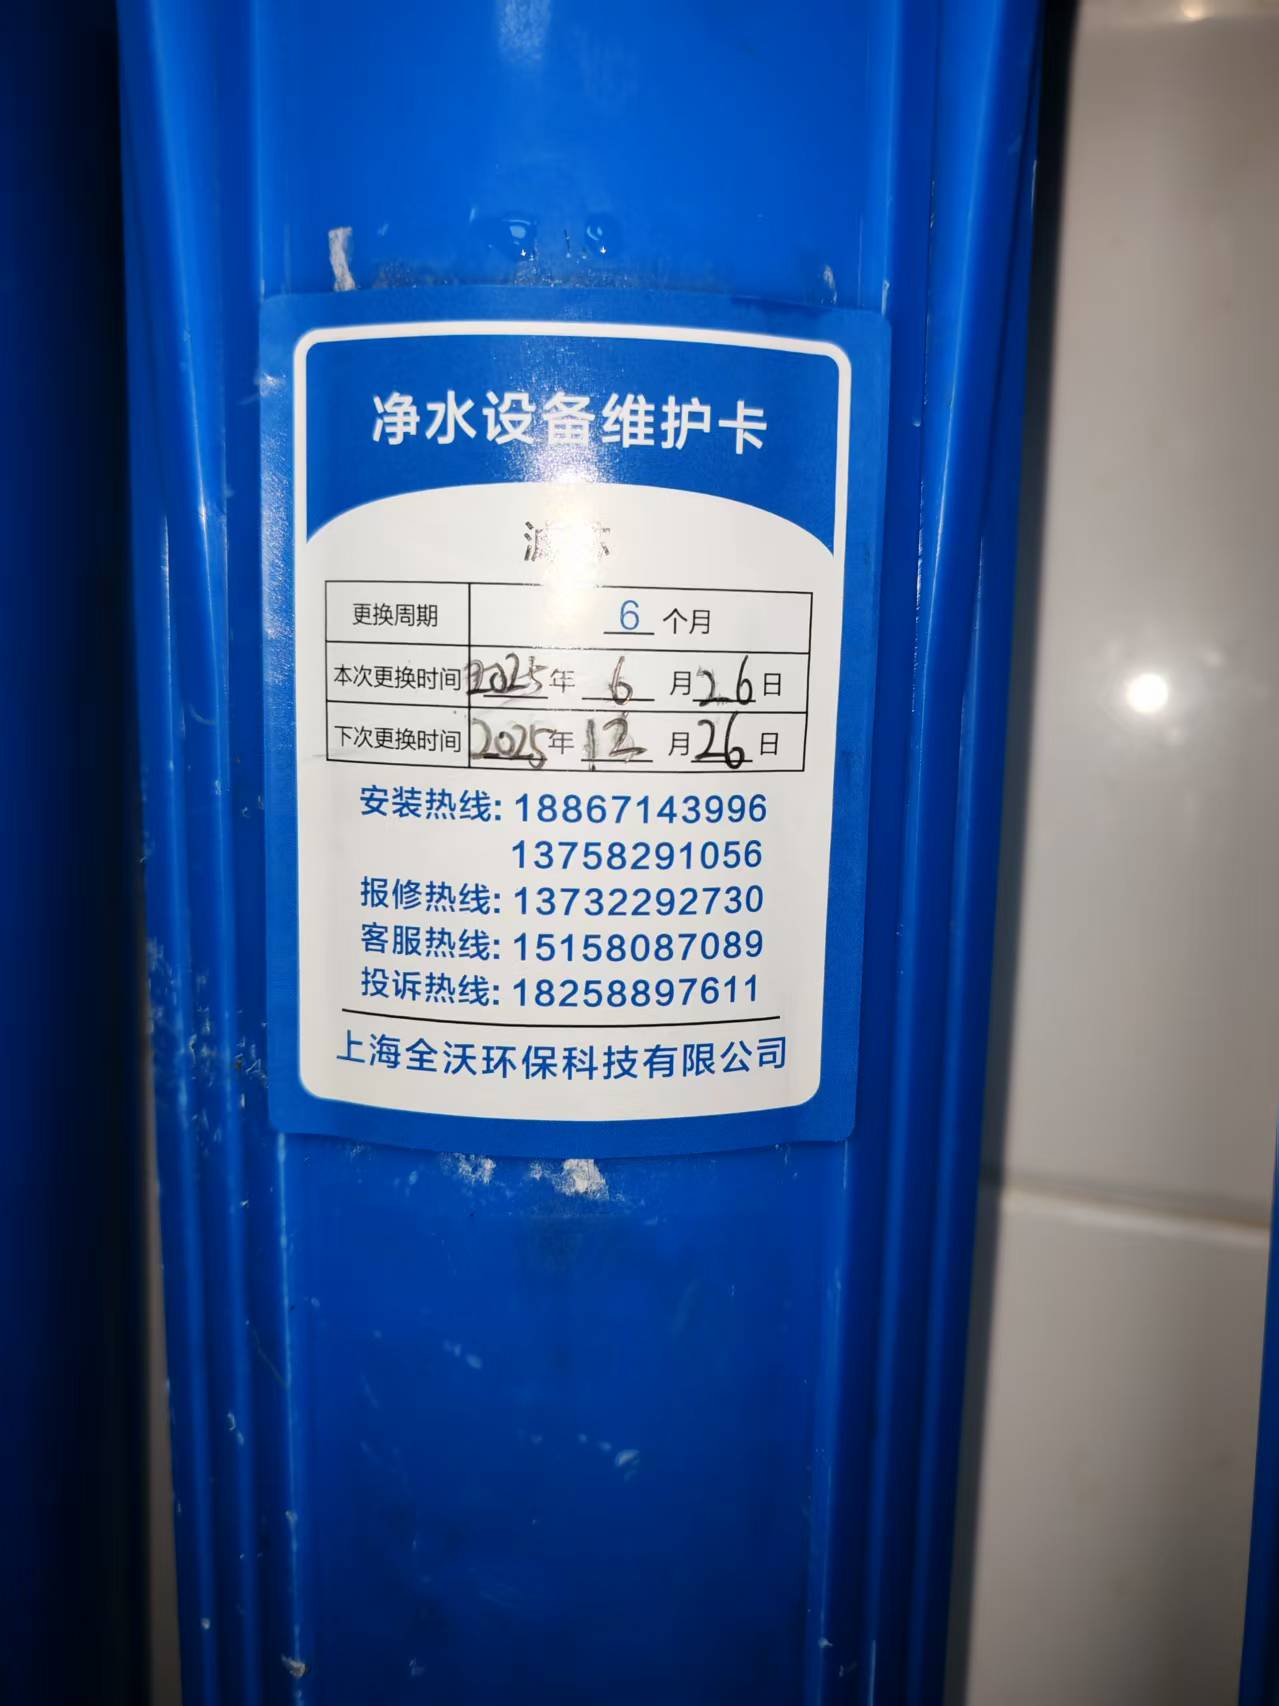 净水设备维护卡
滤芯
更换周期 6 个月
本次更换时间 2025 年 6 月 26 日
下次更换时间 2025 年 12 月 26 日
安装热线: 18867143996
13758291056
报修热线: 13732292730
客服热线: 15158087089
投诉热线: 18258897611
上海全沃环保科技有限公司